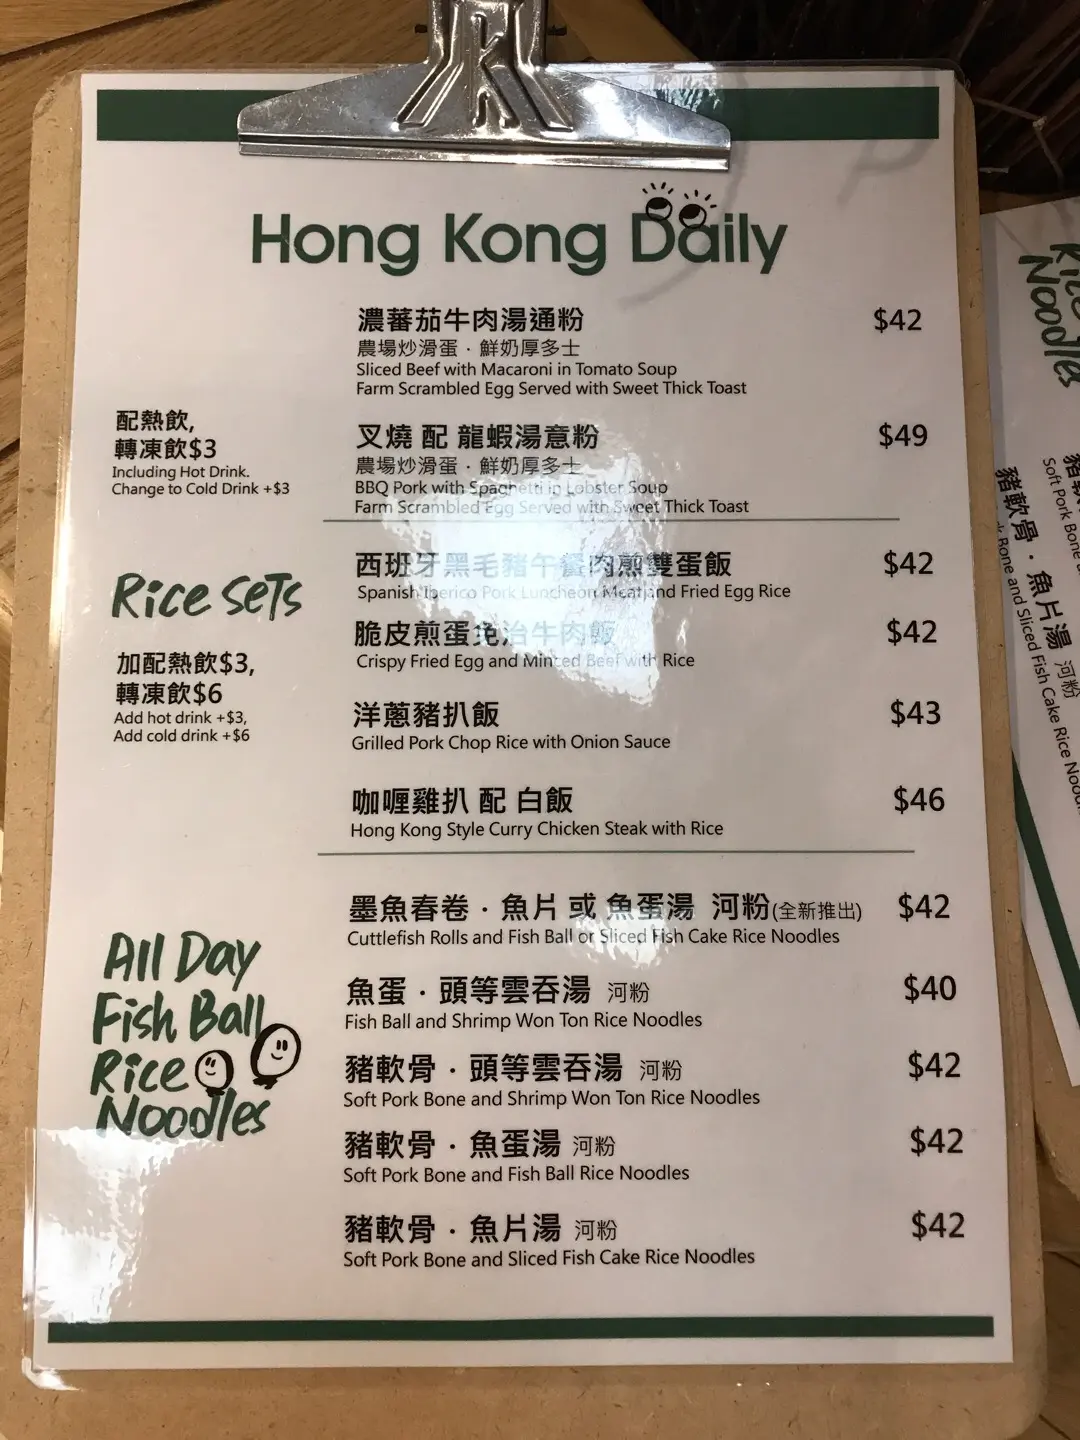 Hong Kong Daily
濃蕃茄牛肉湯通粉 $42
農場炒滑蛋．鮮奶厚多士
Sliced Beef with Macaroni in Tomato Soup
Farm Scrambled Egg Served with Sweet Thick Toast
配熱飲,
轉凍飲$3
Including Hot Drink.
Change to Cold Drink +$3
叉燒 配 龍蝦湯意粉 $49
農場炒滑蛋．鮮奶厚多士
BBQ Pork with Spaghetti in Lobster Soup
Farm Scrambled Egg Served with Sweet Thick Toast
Rice Sets
加配熱飲$3,
轉凍飲$6
Add hot drink +$3,
Add cold drink +$6
西班牙黑毛豬午餐肉煎雙蛋飯 $42
Spanish Iberico Pork Luncheon Meat and Fried Egg Rice
脆皮煎蛋免治牛肉飯 $42
Crispy Fried Egg and Minced Beef with Rice
洋蔥豬扒飯 $43
Grilled Pork Chop Rice with Onion Sauce
咖喱雞扒 配 白飯 $46
Hong Kong Style Curry Chicken Steak with Rice
All Day
Fish Ball
Rice
Noodles
墨魚春卷．魚片 或 魚蛋湯 河粉(全新推出) $42
Cuttlefish Rolls and Fish Ball or Sliced Fish Cake Rice Noodles
魚蛋．頭等雲吞湯 河粉 $40
Fish Ball and Shrimp Won Ton Rice Noodles
豬軟骨．頭等雲吞湯 河粉 $42
Soft Pork Bone and Shrimp Won Ton Rice Noodles
豬軟骨．魚蛋湯 河粉 $42
Soft Pork Bone and Fish Ball Rice Noodles
豬軟骨．魚片湯 河粉 $42
Soft Pork Bone and Sliced Fish Cake Rice Noodles
Rice
Noodles
Soft Pork Bone
豬軟骨．魚片湯 河粉
Bone and Sliced Fish Cake Rice